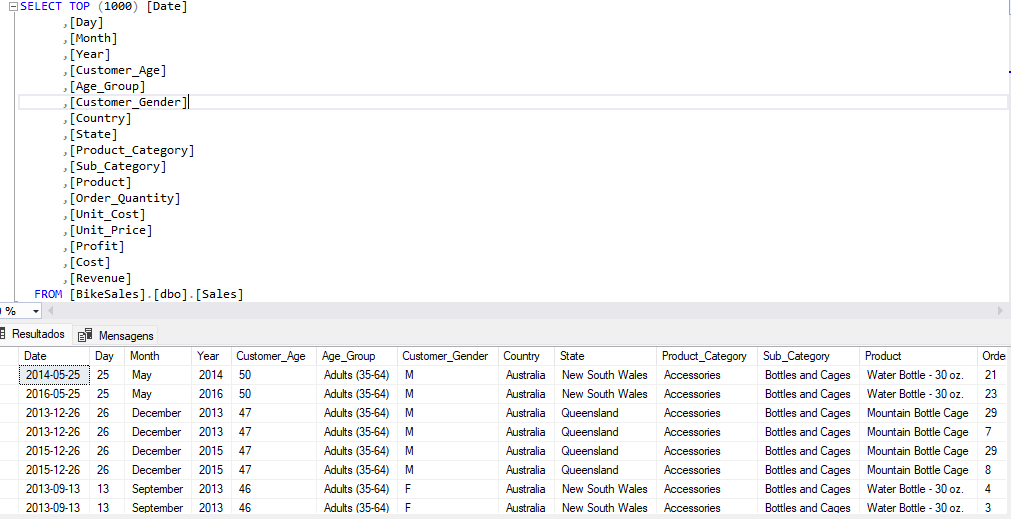 SELECT TOP (1000) [Date]
,[Day]
,[Month]
,[Year]
,[Customer_Age]
,[Age_Group]
,[Customer_Gender]
,[Country]
,[State]
,[Product_Category]
,[Sub_Category]
,[Product]
,[Order_Quantity]
,[Unit_Cost]
,[Unit_Price]
,[Profit]
,[Cost]
,[Revenue]
FROM [BikeSales].[dbo].[Sales]
%
Resultados Mensagens
Date Day Month Year Customer_Age Age_Group Customer_Gender Country State Product_Category Sub_Category Product Orde
2014-05-25 25 May 2014 50 Adults (35-64) M Australia New South Wales Accessories Bottles and Cages Water Bottle - 30 oz. 21
2016-05-25 25 May 2016 50 Adults (35-64) M Australia New South Wales Accessories Bottles and Cages Water Bottle - 30 oz. 23
2013-12-26 26 December 2013 47 Adults (35-64) M Australia Queensland Accessories Bottles and Cages Mountain Bottle Cage 29
2013-12-26 26 December 2013 47 Adults (35-64) M Australia Queensland Accessories Bottles and Cages Mountain Bottle Cage 7
2015-12-26 26 December 2015 47 Adults (35-64) M Australia Queensland Accessories Bottles and Cages Mountain Bottle Cage 29
2015-12-26 26 December 2015 47 Adults (35-64) M Australia Queensland Accessories Bottles and Cages Mountain Bottle Cage 8
2013-09-13 13 September 2013 46 Adults (35-64) F Australia New South Wales Accessories Bottles and Cages Water Bottle - 30 oz. 4
2013-09-13 13 September 2013 46 Adults (35-64) F Australia New South Wales Accessories Bottles and Cages Water Bottle - 30 oz. 3